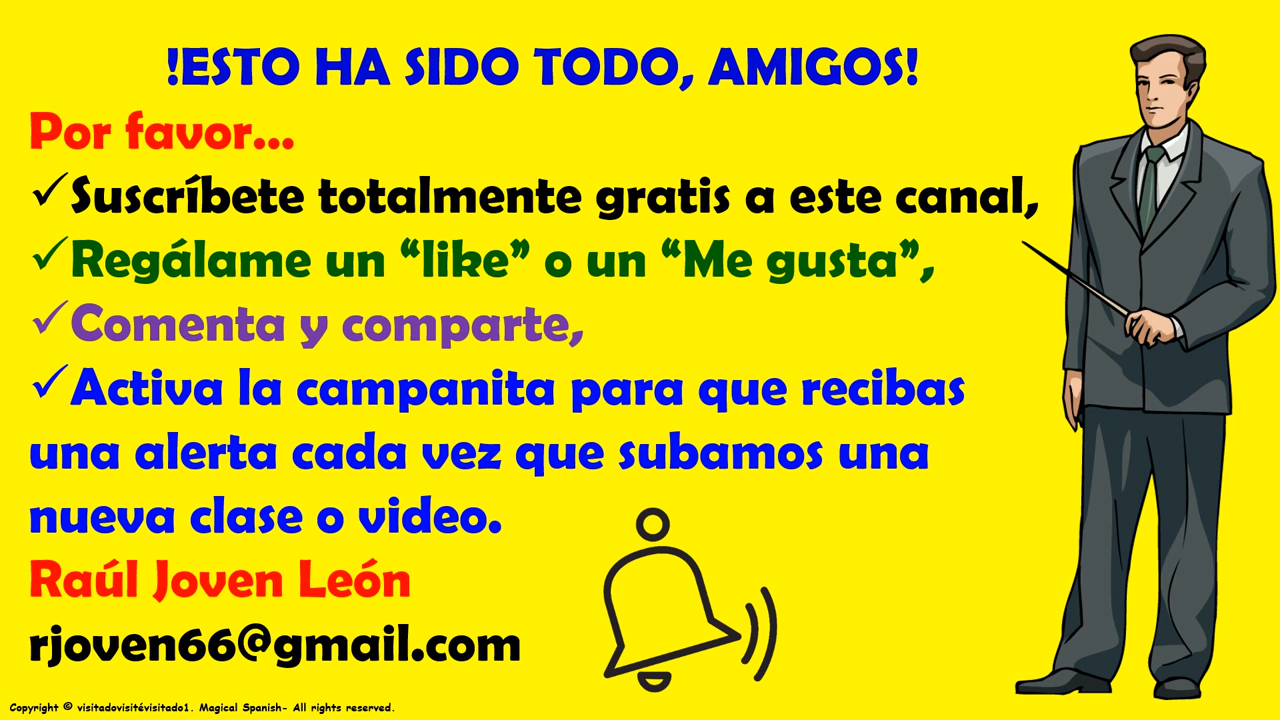 !ESTO HA SIDO TODO, AMIGOS!
Por favor...
✓Suscríbete totalmente gratis a este canal,
✓Regálame un “like” o un “Me gusta”,
✓Comenta y comparte,
✓Activa la campanita para que recibas
una alerta cada vez que subamos una
nueva clase o video.
Raúl Joven León
rjoven66@gmail.com
Copyright © visitadovisitévisitado1. Magical Spanish- All rights reserved.